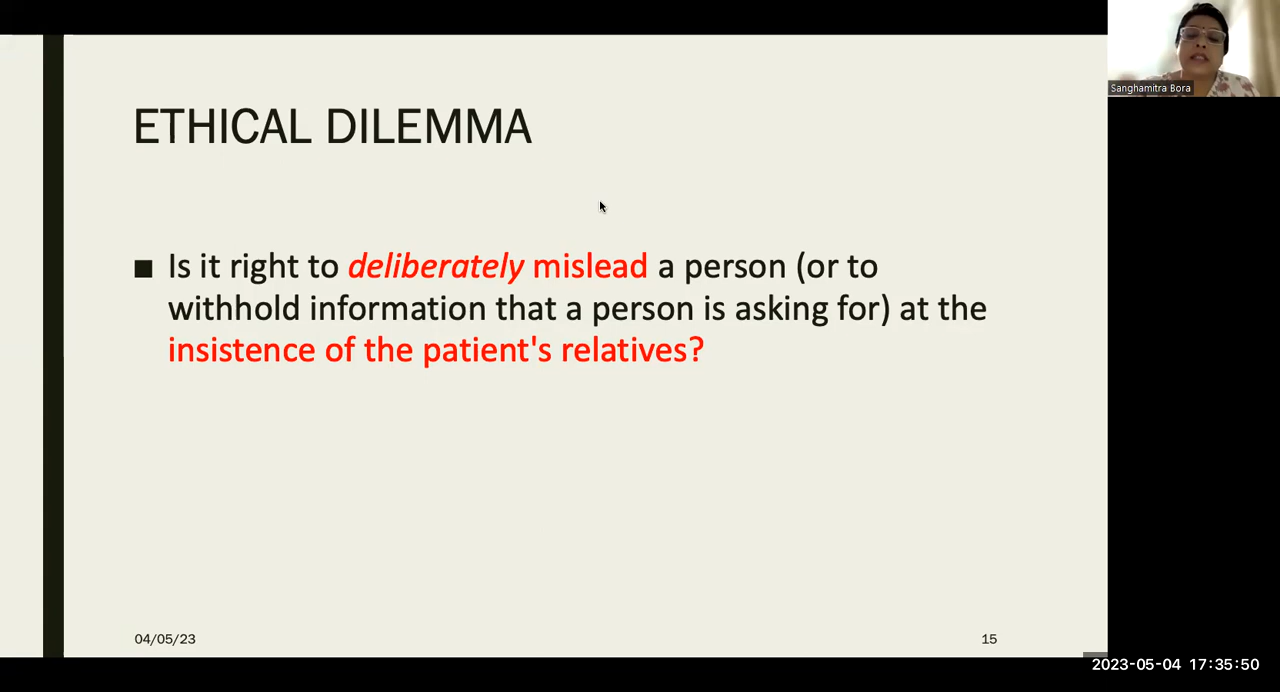 Sanghamitra Bora
ETHICAL DILEMMA
■ Is it right to deliberately mislead a person (or to
withhold information that a person is asking for) at the
insistence of the patient's relatives?
04/05/23
15
2023-05-04 17:35:50